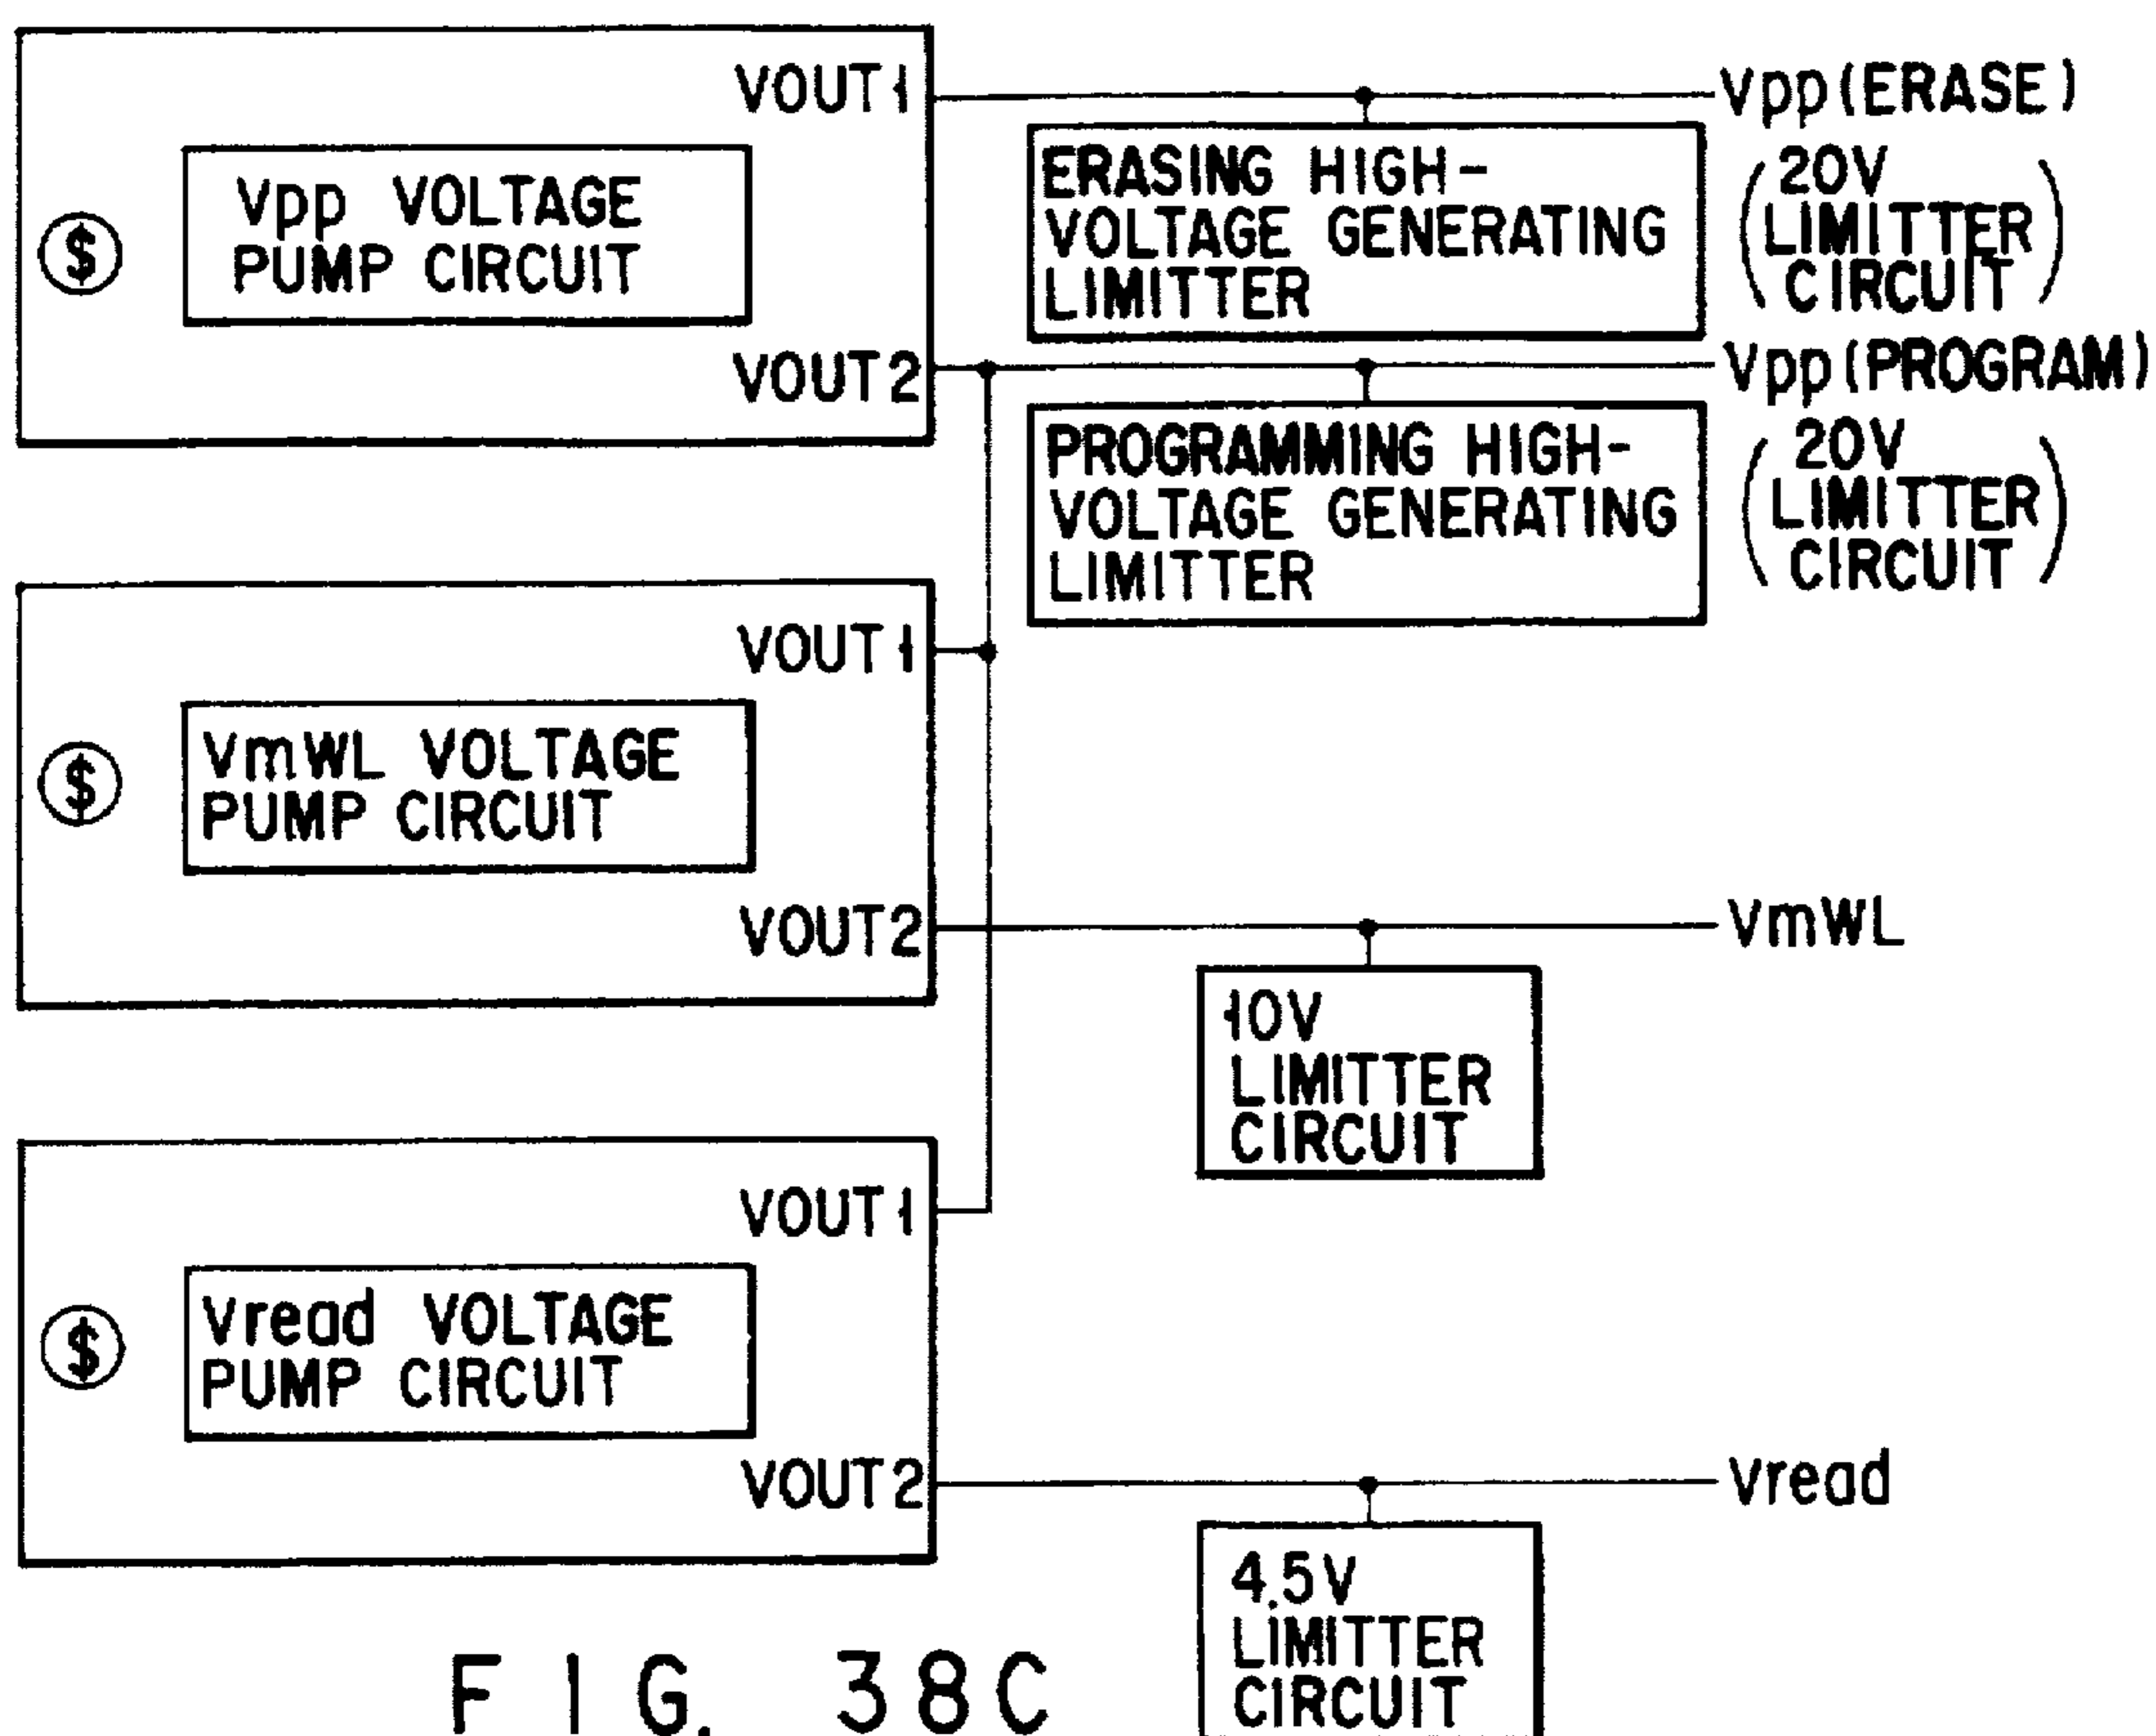 VOUT1
Vpp VOLTAGE
PUMP CIRCUIT
$
VOUT2
Vpp(ERASE)
ERASING HIGH-
VOLTAGE GENERATING
LIMITTER
(20V
LIMITTER
CIRCUIT)
Vpp(PROGRAM)
PROGRAMMING HIGH-
VOLTAGE GENERATING
LIMITTER
(20V
LIMITTER
CIRCUIT)
VOUT1
$
VmWL VOLTAGE
PUMP CIRCUIT
VOUT2
VmWL
10V
LIMITTER
CIRCUIT
VOUT1
$
Vread VOLTAGE
PUMP CIRCUIT
VOUT2
Vread
4.5V
LIMITTER
CIRCUIT
FIG. 38C